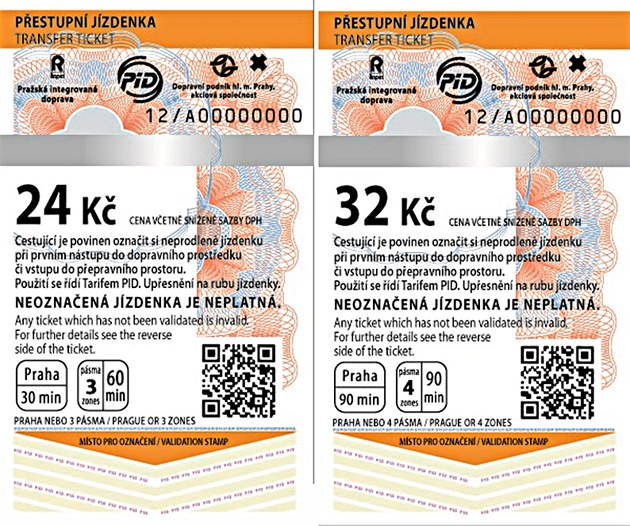 PŘESTUPNÍ JÍZDENKA
TRANSFER TICKET
R
Ropid
PiD
Pražská integrovaná
doprava
Dopravní podnik hl. m. Prahy,
akciová společnost
12/A00000000
24 Kč CENA VČETNĚ SNÍŽENÉ SAZBY DPH
Cestující je povinen označit si neprodleně jízdenku
při prvním nástupu do dopravního prostředku
či vstupu do přepravního prostoru.
Použití se řídí Tarifem PID. Upřesnění na rubu jízdenky.
NEOZNAČENÁ JÍZDENKA JE NEPLATNÁ.
Any ticket which has not been validated is invalid.
For further details see the reverse
side of the ticket.
Praha
30 min
pásma
3
zones
60
min
PRAHA NEBO 3 PÁSMA / PRAGUE OR 3 ZONES
MÍSTO PRO OZNAČENÍ / VALIDATION STAMP
PŘESTUPNÍ JÍZDENKA
TRANSFER TICKET
R
Ropid
PiD
Pražská integrovaná
doprava
Dopravní podnik hl. m. Prahy,
akciová společnost
12/A00000000
32 Kč CENA VČETNĚ SNÍŽENÉ SAZBY DPH
Cestující je povinen označit si neprodleně jízdenku
při prvním nástupu do dopravního prostředku
či vstupu do přepravního prostoru.
Použití se řídí Tarifem PID. Upřesnění na rubu jízdenky.
NEOZNAČENÁ JÍZDENKA JE NEPLATNÁ.
Any ticket which has not been validated is invalid.
For further details see the reverse
side of the ticket.
Praha
90 min
pásma
4
zones
90
min
PRAHA NEBO 4 PÁSMA / PRAGUE OR 4 ZONES
MÍSTO PRO OZNAČENÍ / VALIDATION STAMP